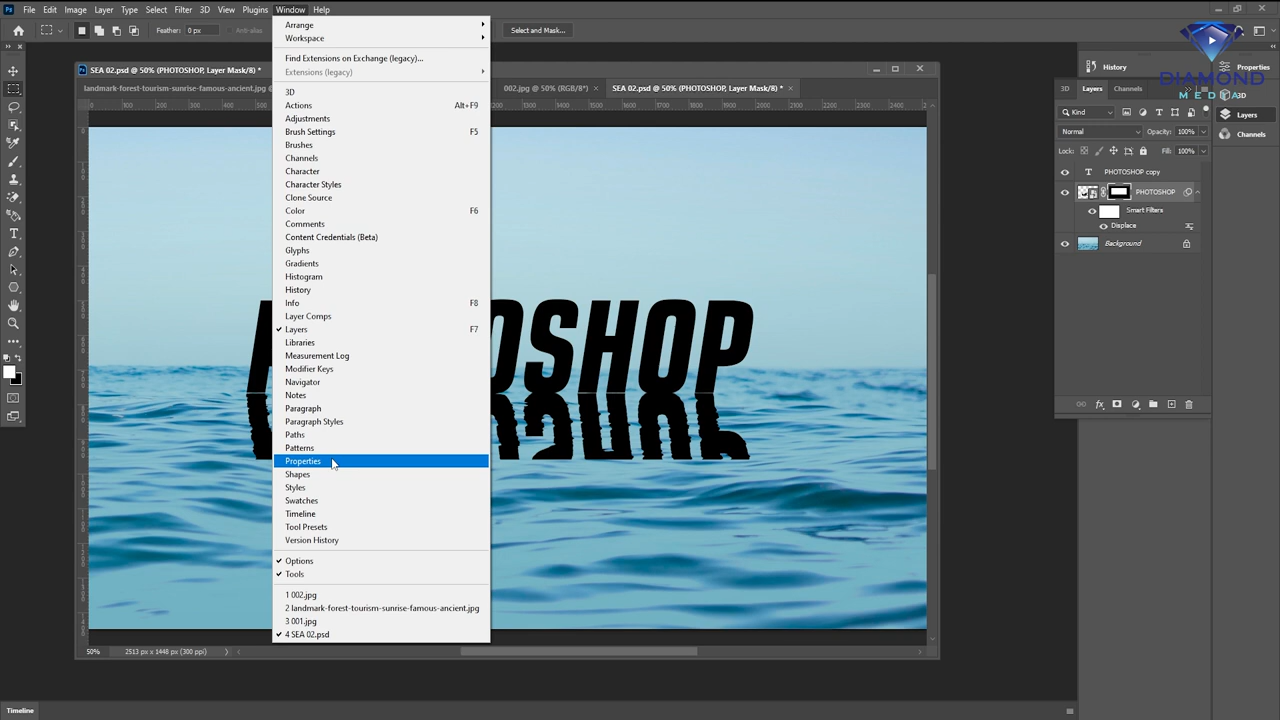 Ps File Edit Image Layer Type Select Filter 3D View Plugins Window Help
Feather: 0 px Anti-alias Select and Mask...
Arrange
Workspace
Find Extensions on Exchange (legacy)...
Extensions (legacy)
3D
Actions Alt+F9
Adjustments
Brush Settings F5
Brushes
Channels
Character
Character Styles
Clone Source
Color F6
Comments
Content Credentials (Beta)
Glyphs
Gradients
Histogram
History
Info F8
Layer Comps
Layers F7
Libraries
Measurement Log
Modifier Keys
Navigator
Notes
Paragraph
Paragraph Styles
Paths
Patterns
Properties
Shapes
Styles
Swatches
Timeline
Tool Presets
Version History
Options
Tools
1 002.jpg
2 landmark-forest-tourism-sunrise-famous-ancient.jpg
3 001.jpg
4 SEA 02.psd
SEA 02.psd @ 50% (PHOTOSHOP, Layer Mask/8) *
landmark-forest-tourism-sunrise-famous-ancient.jpg @
002.jpg @ 50% (RGB/8*)
SEA 02.psd @ 50% (PHOTOSHOP, Layer Mask/8) *
OSHOP
50% 2513 px x 1448 px (300 ppi)
Timeline
History
Properties
3D
Layers
Channels
DIAMOND
MEDIA
3D Layers Channels
Kind
Normal Opacity: 100%
Lock: Fill: 100%
T PHOTOSHOP copy
PHOTOSHOP
Smart Filters
Displace
Background